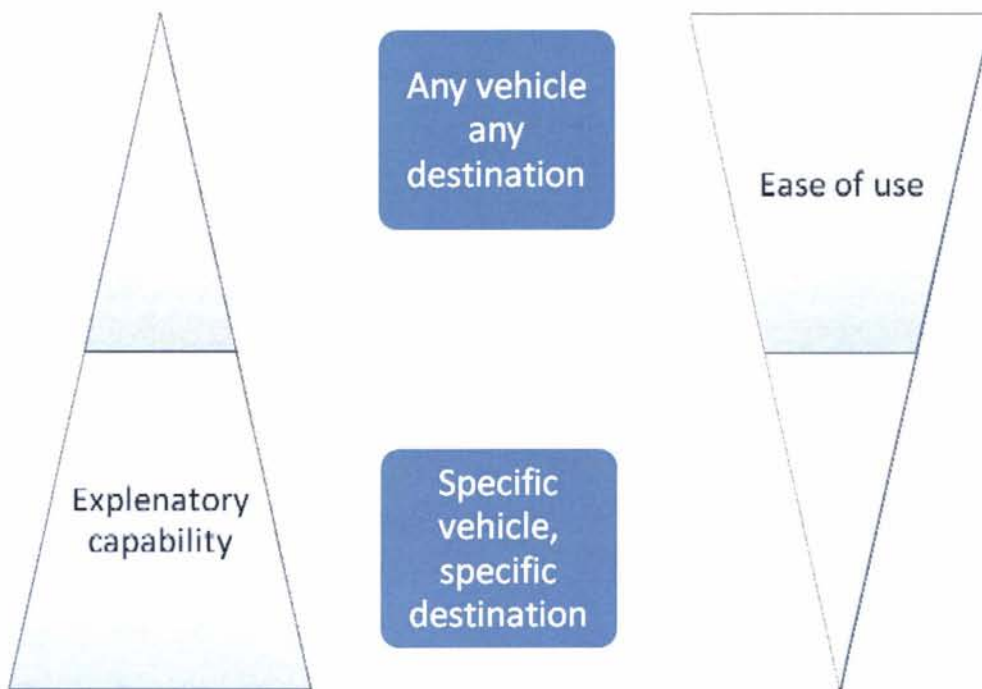 Any vehicle
any
destination
Ease of use
Explenatory
capability
Specific
vehicle,
specific
destination